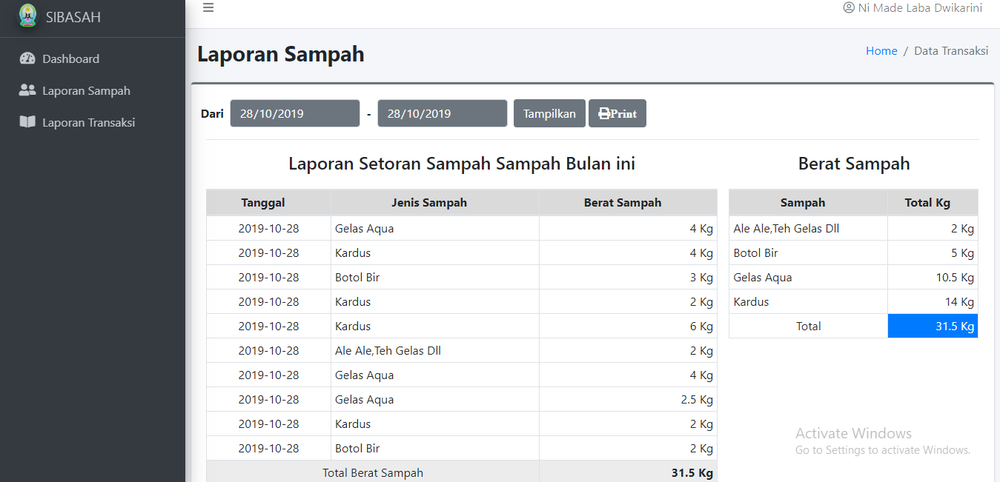 SIBASAH
Ni Made Laba Dwikarini
Dashboard
Laporan Sampah
Laporan Transaksi
Laporan Sampah
Home / Data Transaksi
Dari 28/10/2019 - 28/10/2019 Tampilkan Print
Laporan Setoran Sampah Sampah Bulan ini
Tanggal Jenis Sampah Berat Sampah
2019-10-28 Gelas Aqua 4 Kg
2019-10-28 Kardus 4 Kg
2019-10-28 Botol Bir 3 Kg
2019-10-28 Kardus 2 Kg
2019-10-28 Kardus 6 Kg
2019-10-28 Ale Ale,Teh Gelas Dll 2 Kg
2019-10-28 Gelas Aqua 4 Kg
2019-10-28 Gelas Aqua 2.5 Kg
2019-10-28 Kardus 2 Kg
2019-10-28 Botol Bir 2 Kg
Total Berat Sampah 31.5 Kg
Berat Sampah
Sampah Total Kg
Ale Ale,Teh Gelas Dll 2 Kg
Botol Bir 5 Kg
Gelas Aqua 10.5 Kg
Kardus 14 Kg
Total 31.5 Kg
Activate Windows
Go to Settings to activate Windows.